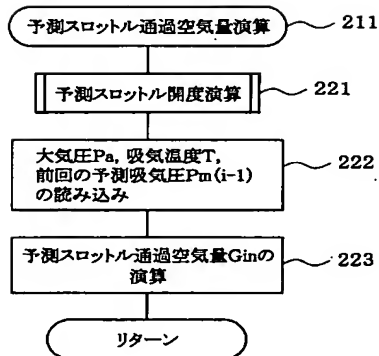 予測スロットル通過空気量演算 211
予測スロットル開度演算 221
大気圧Pa, 吸気温度T,
前回の予測吸気圧Pm(i-1)
の読み込み
222
予測スロットル通過空気量Ginの
演算
223
リターン